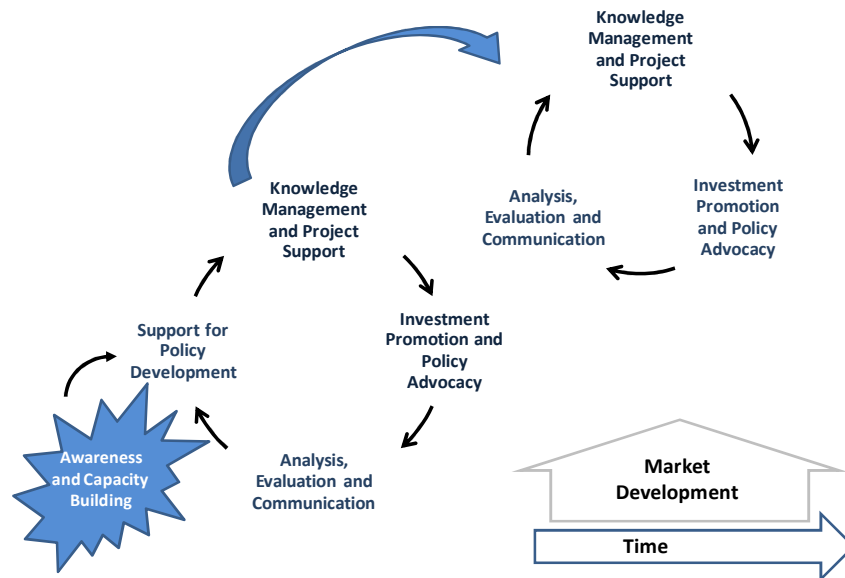 Knowledge
Management
and Project
Support
Knowledge
Management
and Project
Support
Analysis,
Evaluation and
Communication
Investment
Promotion
and Policy
Advocacy
Support for
Policy
Development
Investment
Promotion and
Policy
Advocacy
Awareness
and Capacity
Building
Analysis,
Evaluation and
Communication
Market
Development
Time